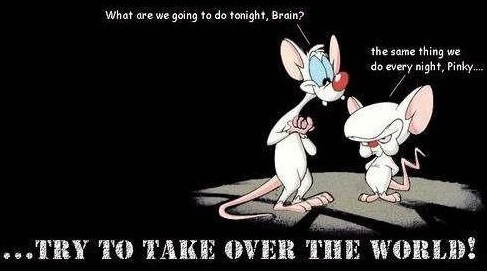 What are we going to do tonight, Brain?
the same thing we
do every night, Pinky....
...TRY TO TAKE OVER THE WORLD!